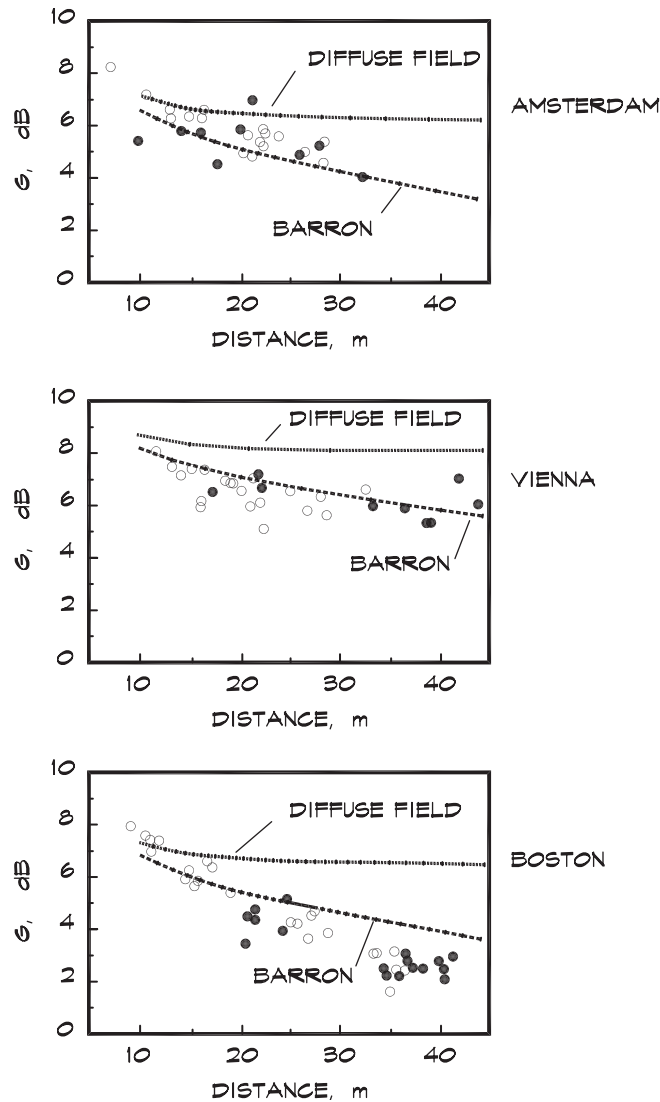 10
8
6
4
2
0
G, dB
DIFFUSE FIELD
BARRON
AMSTERDAM
10 20 30 40
DISTANCE, m
10
8
6
4
2
0
G, dB
DIFFUSE FIELD
BARRON
VIENNA
10 20 30 40
DISTANCE, m
10
8
6
4
2
0
G, dB
DIFFUSE FIELD
BARRON
BOSTON
10 20 30 40
DISTANCE, m